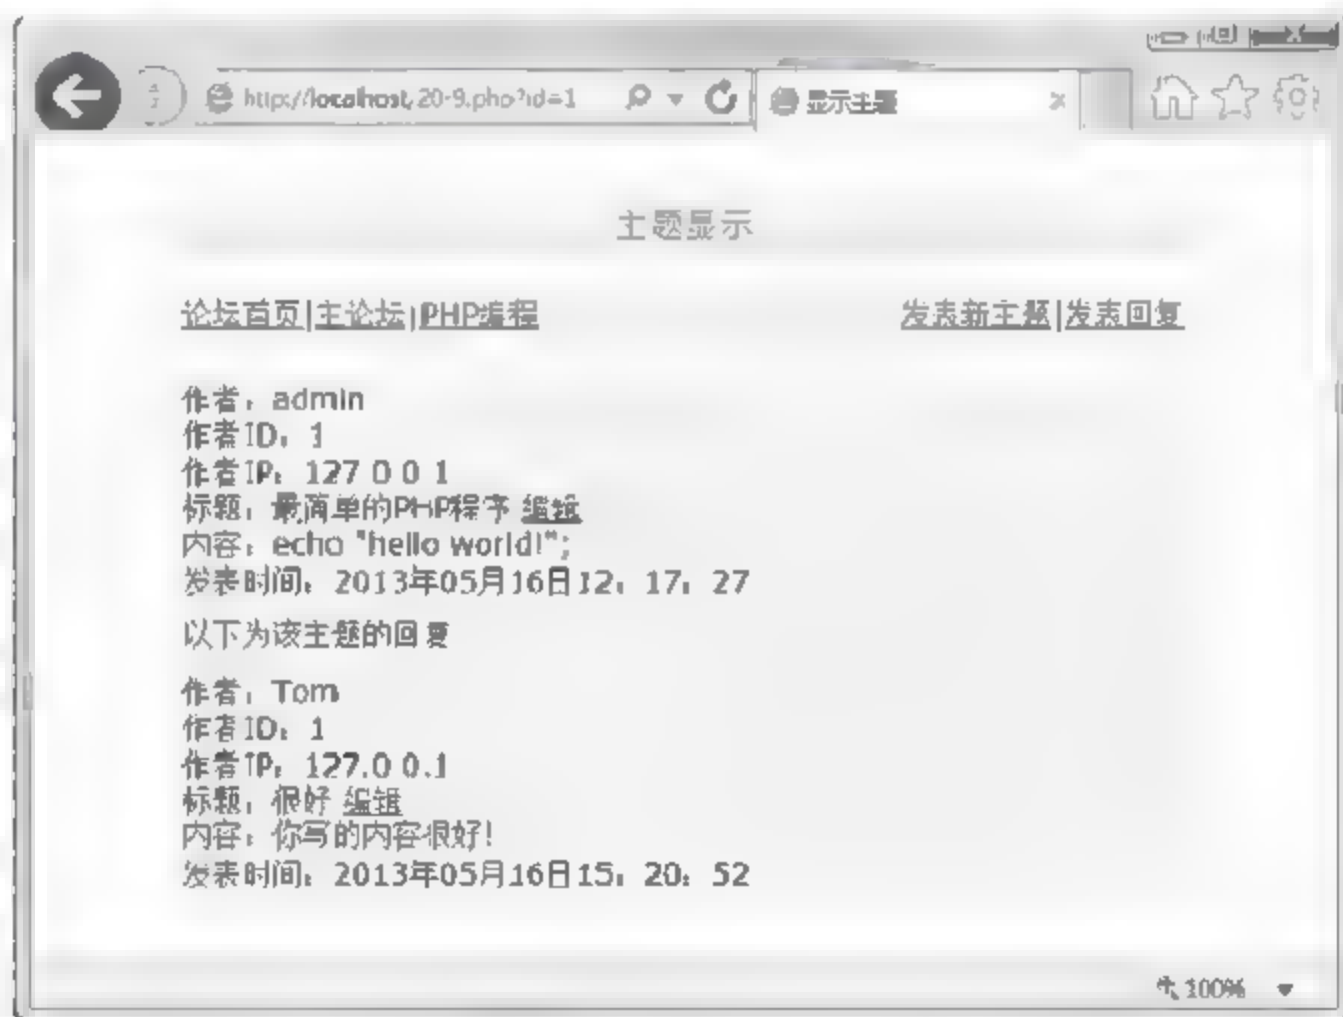 http://localhost/20-9.php?id=1
显示主题
主题显示
论坛首页|主论坛|PHP编程
发表新主题|发表回复
作者：admin
作者ID：1
作者IP：127.0.0.1
标题：最简单的PHP程序 编辑
内容：echo "hello world!";
发表时间：2013年05月16日12：17：27
以下为该主题的回复
作者：Tom
作者ID：1
作者IP：127.0.0.1
标题：很好 编辑
内容：你写的内容很好!
发表时间：2013年05月16日15：20：52
100%